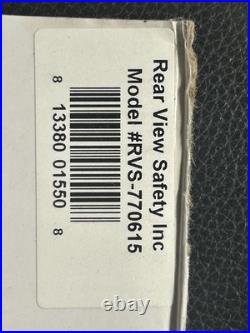 Rear View Safety Inc
Model #RVS-770615
8 13380 01550 8